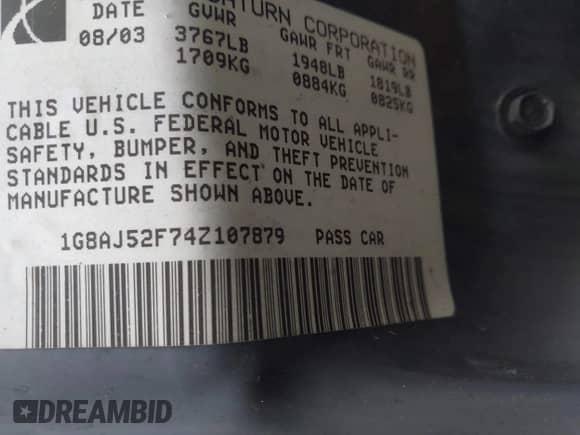 DATE GVWR TURN CORPORATION
08/03 3767LB GAWR FRT GAWR RR
1709KG 1948LB 1819LB
0884KG 0825KG
THIS VEHICLE CONFORMS TO ALL APPLI-
CABLE U.S. FEDERAL MOTOR VEHICLE
SAFETY, BUMPER, AND THEFT PREVENTION
STANDARDS IN EFFECT ON THE DATE OF
MANUFACTURE SHOWN ABOVE.
1G8AJ52F74Z107879 PASS CAR
DREAMBID